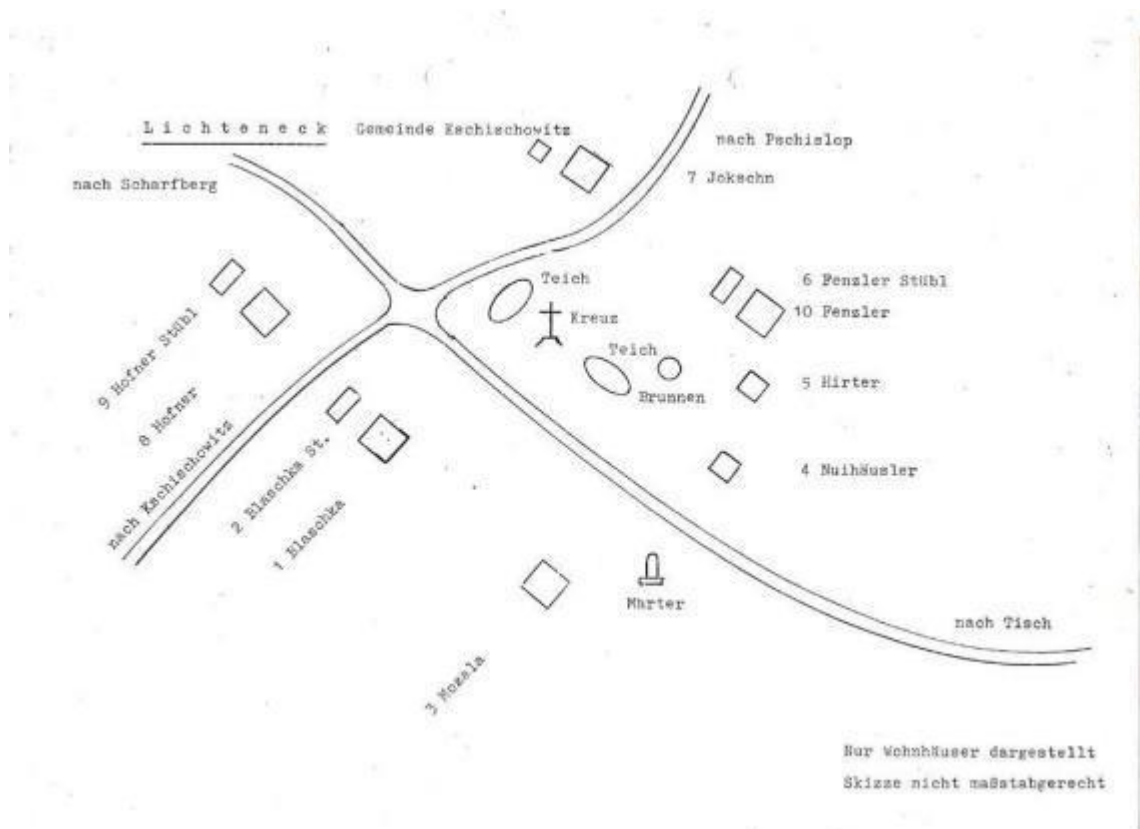 Lichteneck Gemeinde Kschischowitz
nach Scharfberg
nach Pschislop
7 Jokschn
Teich
Kreuz
Teich
Brunnen
6 Fenzler Stübl
10 Fenzler
5 Hirter
4 Nuihäusler
9 Hofner Stübl
8 Hofner
nach Kschischowitz
2 Blaschka St.
1 Blaschka
3 Mozala
Marter
nach Tisch
Nur Wohnhäuser dargestellt
Skizze nicht maßstabgerecht